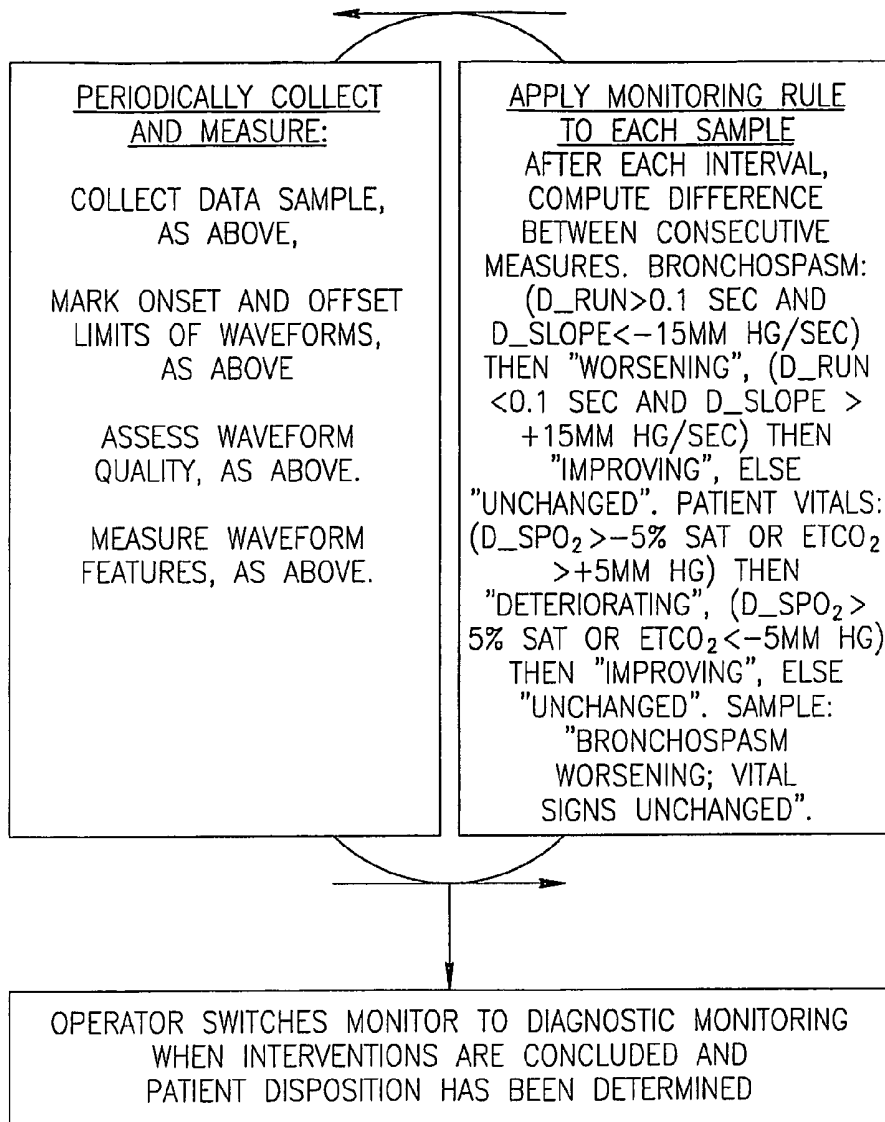 PERIODICALLY COLLECT
AND MEASURE:
COLLECT DATA SAMPLE,
AS ABOVE,
MARK ONSET AND OFFSET
LIMITS OF WAVEFORMS,
AS ABOVE
ASSESS WAVEFORM
QUALITY, AS ABOVE.
MEASURE WAVEFORM
FEATURES, AS ABOVE.
APPLY MONITORING RULE
TO EACH SAMPLE
AFTER EACH INTERVAL,
COMPUTE DIFFERENCE
BETWEEN CONSECUTIVE
MEASURES. BRONCHOSPASM:
(D_RUN>0.1 SEC AND
D_SLOPE<-15MM HG/SEC)
THEN "WORSENING", (D_RUN
<0.1 SEC AND D_SLOPE >
+15MM HG/SEC) THEN
"IMPROVING", ELSE
"UNCHANGED". PATIENT VITALS:
(D_SPO₂>-5% SAT OR ETCO₂
>+5MM HG) THEN
"DETERIORATING", (D_SPO₂>
5% SAT OR ETCO₂<-5MM HG)
THEN "IMPROVING", ELSE
"UNCHANGED". SAMPLE:
"BRONCHOSPASM
WORSENING; VITAL
SIGNS UNCHANGED".
OPERATOR SWITCHES MONITOR TO DIAGNOSTIC MONITORING
WHEN INTERVENTIONS ARE CONCLUDED AND
PATIENT DISPOSITION HAS BEEN DETERMINED